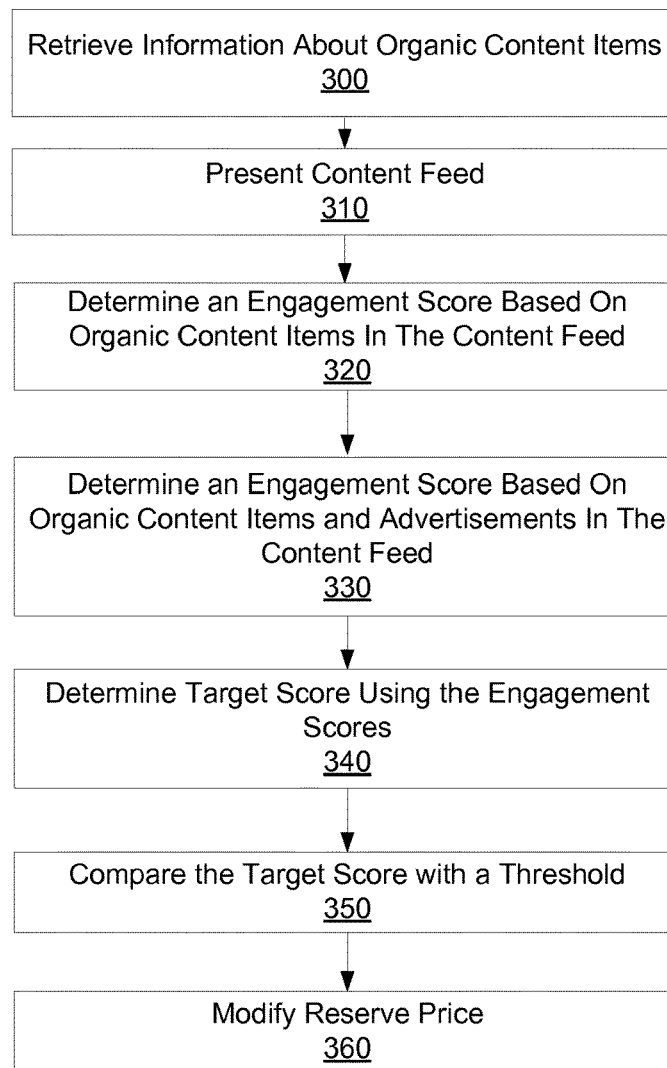 Retrieve Information About Organic Content Items
300
Present Content Feed
310
Determine an Engagement Score Based On
Organic Content Items In The Content Feed
320
Determine an Engagement Score Based On
Organic Content Items and Advertisements In The
Content Feed
330
Determine Target Score Using the Engagement
Scores
340
Compare the Target Score with a Threshold
350
Modify Reserve Price
360